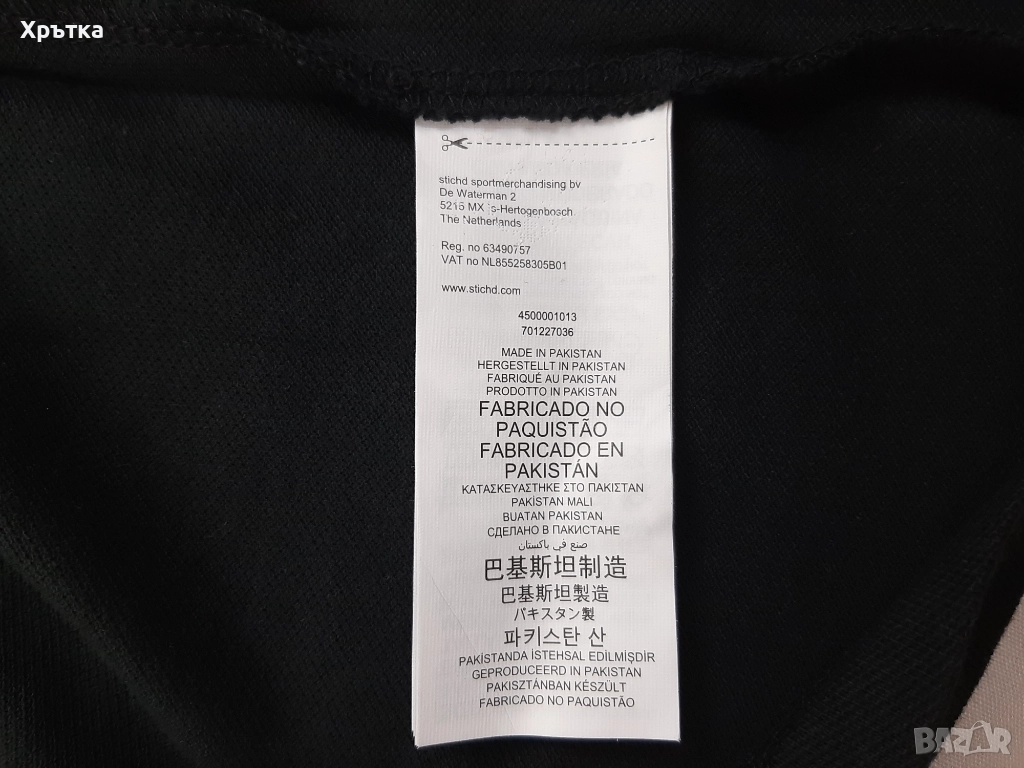 Хрътка
stichd sportmerchandising bv
De Waterman 2
5215 MX 's-Hertogenbosch
The Netherlands
Reg. no 63490757
VAT no NL855258305B01
www.stichd.com
4500001013
701227036
MADE IN PAKISTAN
HERGESTELLT IN PAKISTAN
FABRIQUÉ AU PAKISTAN
PRODOTTO IN PAKISTAN
FABRICADO NO
PAQUISTÃO
FABRICADO EN
PAKISTÁN
ΚΑΤΑΣΚΕΥΑΣΤΗΚΕ ΣΤΟ ΠΑΚΙΣΤΑΝ
PAKİSTAN MALI
BUATAN PAKISTAN
СДЕЛАНО В ПАКИСТАНЕ
صنع في باكستان
巴基斯坦制造
巴基斯坦製造
パキスタン製
파키스탄 산
PAKİSTANDA İSTEHSAL EDİLMİŞDİR
GEPRODUCEERD IN PAKISTAN
PAKISZTÁNBAN KÉSZÜLT
FABRICADO NO PAQUISTÃO
BAZAR